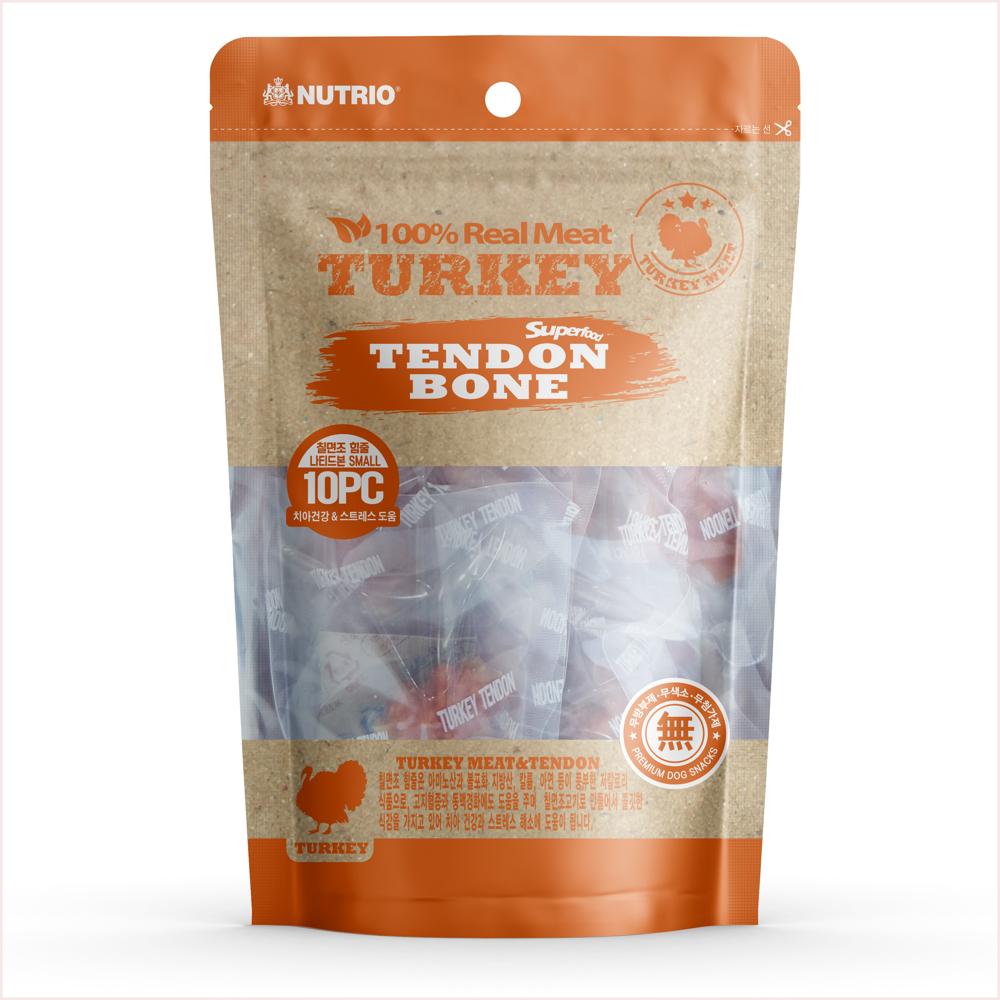 NUTRIO®
자르는 선
100% Real Meat
TURKEY
TURKEY MEAT
Superfood
TENDON
BONE
칠면조 힘줄
나티드본 SMALL
10PC
치아건강 & 스트레스 도움
TURKEY TENDON
TURKEY TENDON
TURKEY TENDON
TENDON
무방부제·무색소·무첨가제
無
PREMIUM DOG SNACKS
TURKEY MEAT&TENDON
칠면조 힘줄은 아미노산과 불포화 지방산, 칼륨, 아연 등이 풍부한 저칼로리
식품으로, 고지혈증과 동맥경화에도 도움을 주며, 칠면조고기로 만들어서 쫄깃한
식감을 가지고 있어 치아 건강과 스트레스 해소에 도움이 됩니다.
TURKEY